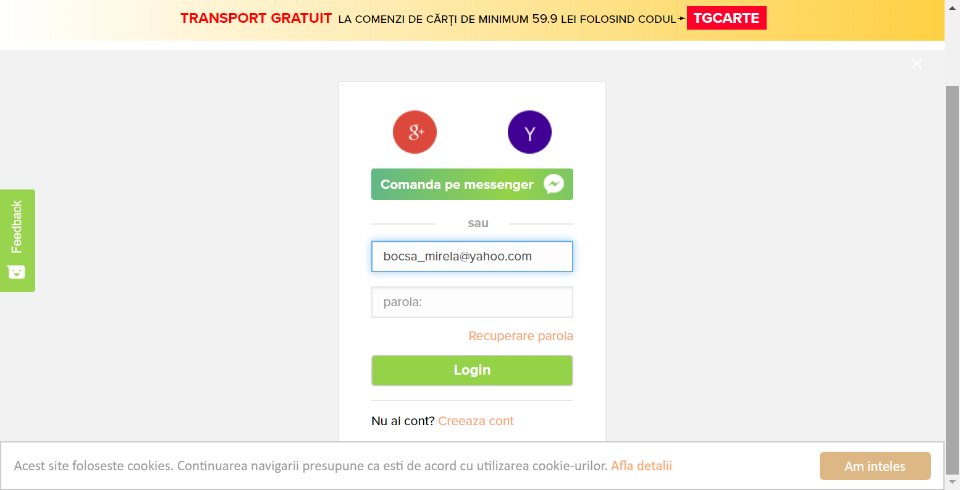 TRANSPORT GRATUIT LA COMENZI DE CĂRȚI DE MINIMUM 59.9 LEI FOLOSIND CODUL TGCARTE
g+ Y
Comanda pe messenger
sau
Feedback
bocsa_mirela@yahoo.com
parola:
Recuperare parola
Login
Nu ai cont? Creeaza cont
Acest site foloseste cookies. Continuarea navigarii presupune ca esti de acord cu utilizarea cookie-urilor. Afla detalii
Am inteles